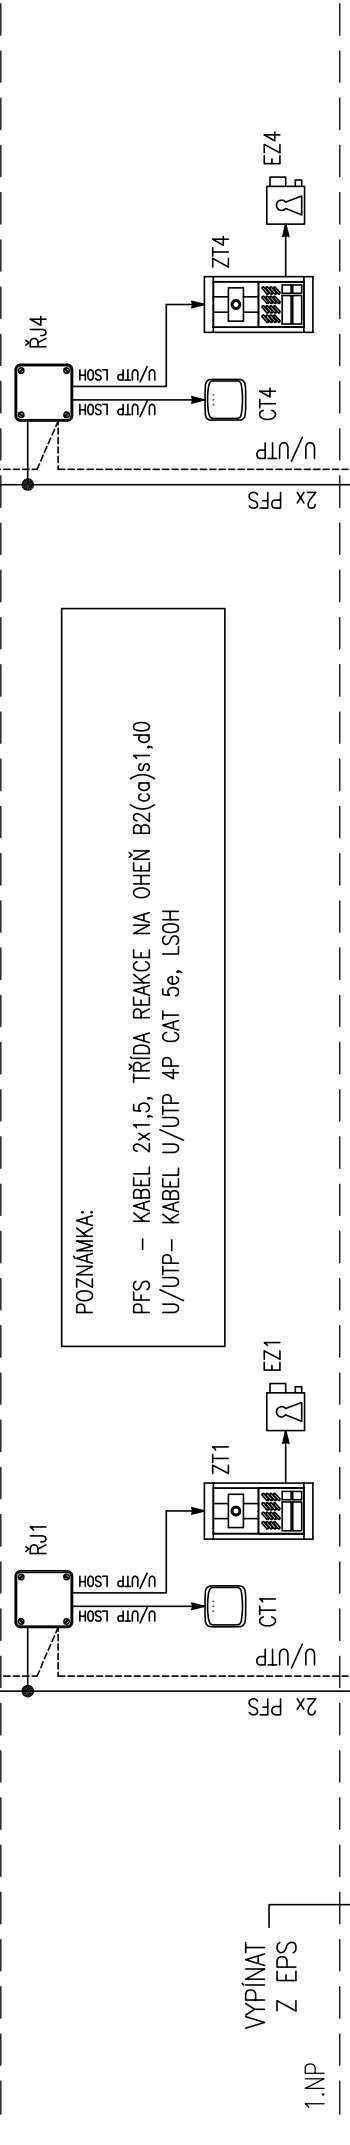 1.NP
VYPÍNAT
Z EPS
2x PFS
U/UTP
ŘJ1
U/UTP LSOH
U/UTP LSOH
CT1
ZT1
EZ1
POZNÁMKA:
PFS - KABEL 2x1,5, TŘÍDA REAKCE NA OHEŇ B2(ca)s1,d0
U/UTP- KABEL U/UTP 4P CAT 5e, LSOH
2x PFS
U/UTP
ŘJ4
U/UTP LSOH
U/UTP LSOH
CT4
ZT4
EZ4